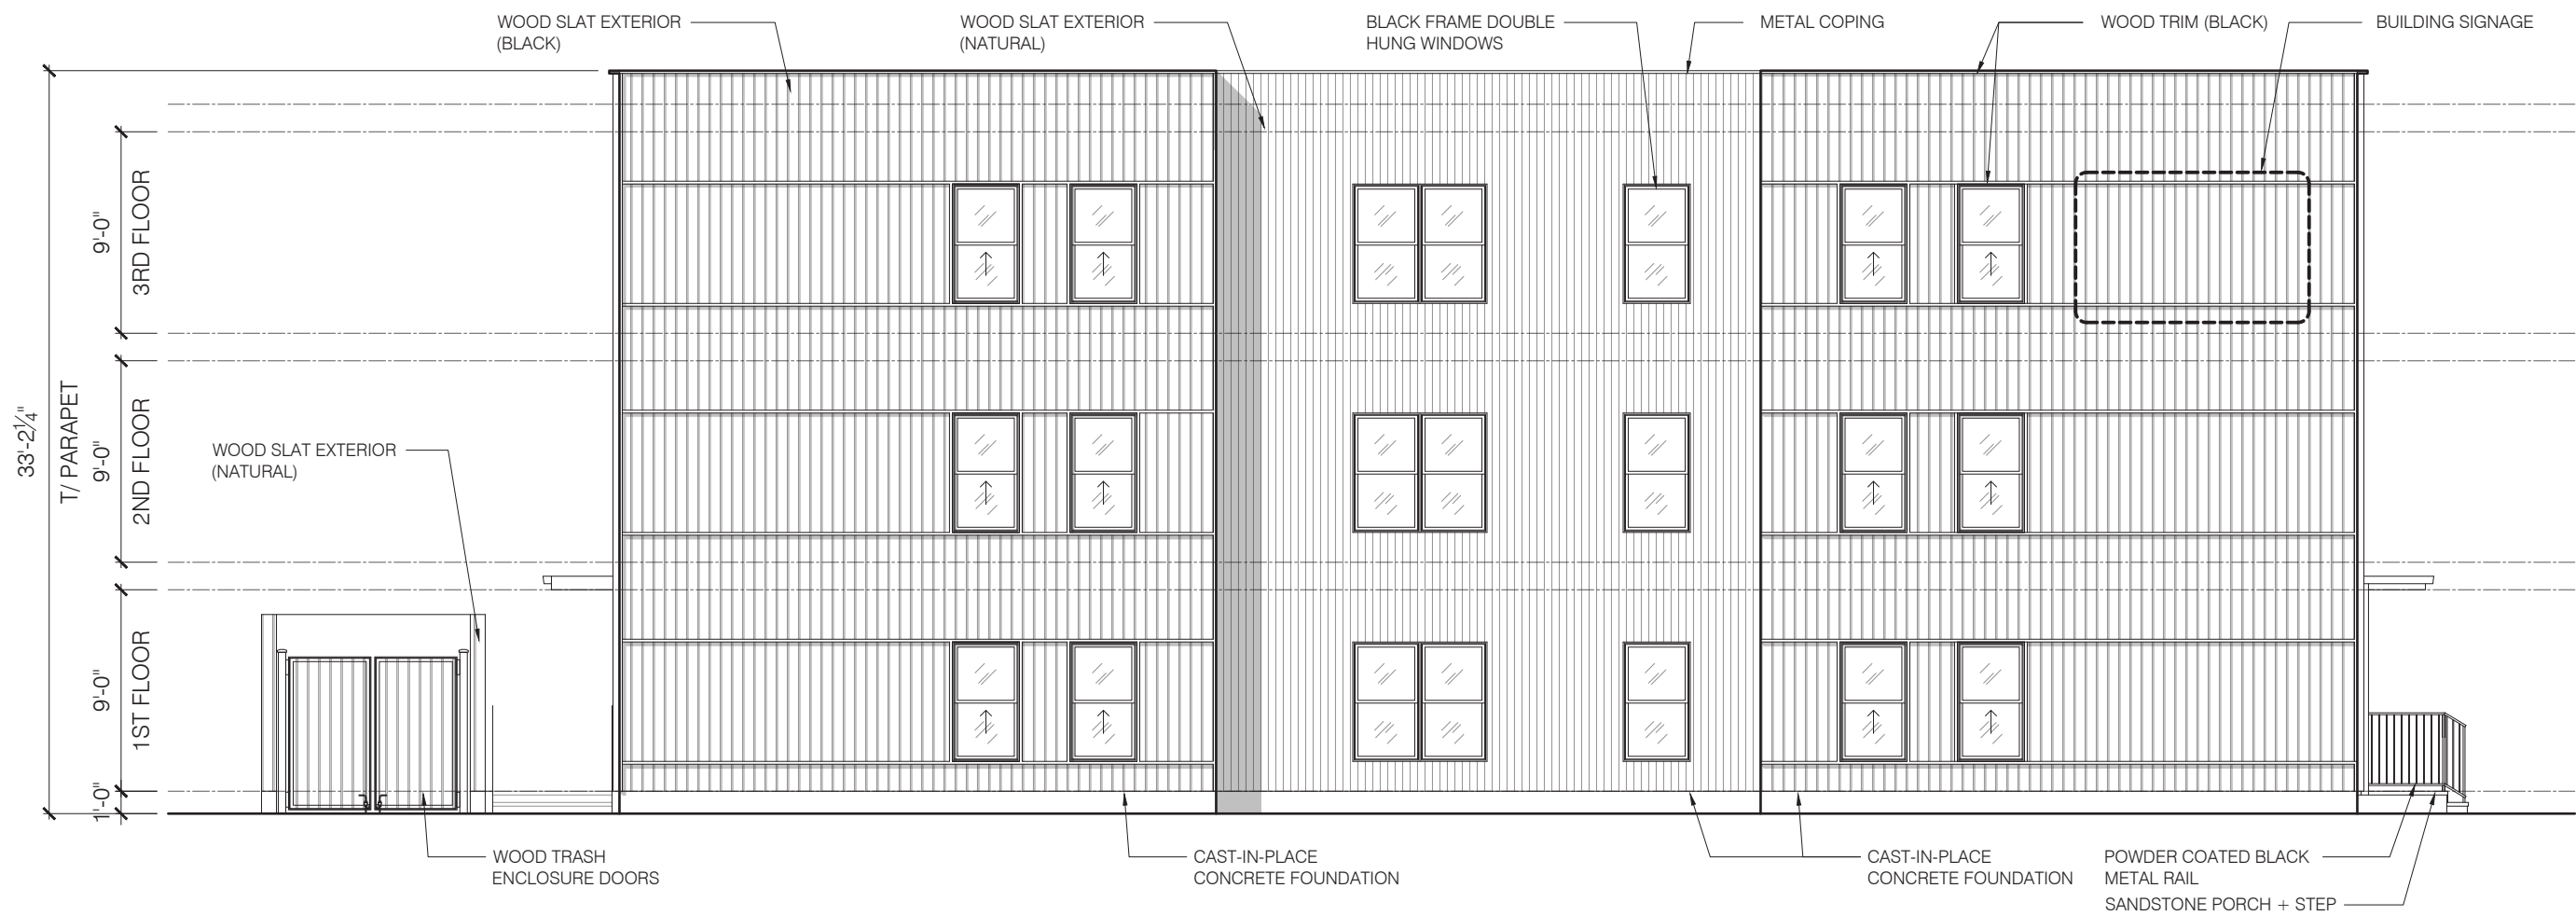 WOOD SLAT EXTERIOR
(BLACK)
WOOD SLAT EXTERIOR
(NATURAL)
BLACK FRAME DOUBLE
HUNG WINDOWS
METAL COPING
WOOD TRIM (BLACK)
BUILDING SIGNAGE
33'-2¼"
T/ PARAPET
9'-0"
3RD FLOOR
9'-0"
2ND FLOOR
9'-0"
1ST FLOOR
1'-0"
WOOD SLAT EXTERIOR
(NATURAL)
WOOD TRASH
ENCLOSURE DOORS
CAST-IN-PLACE
CONCRETE FOUNDATION
CAST-IN-PLACE
CONCRETE FOUNDATION
POWDER COATED BLACK
METAL RAIL
SANDSTONE PORCH + STEP